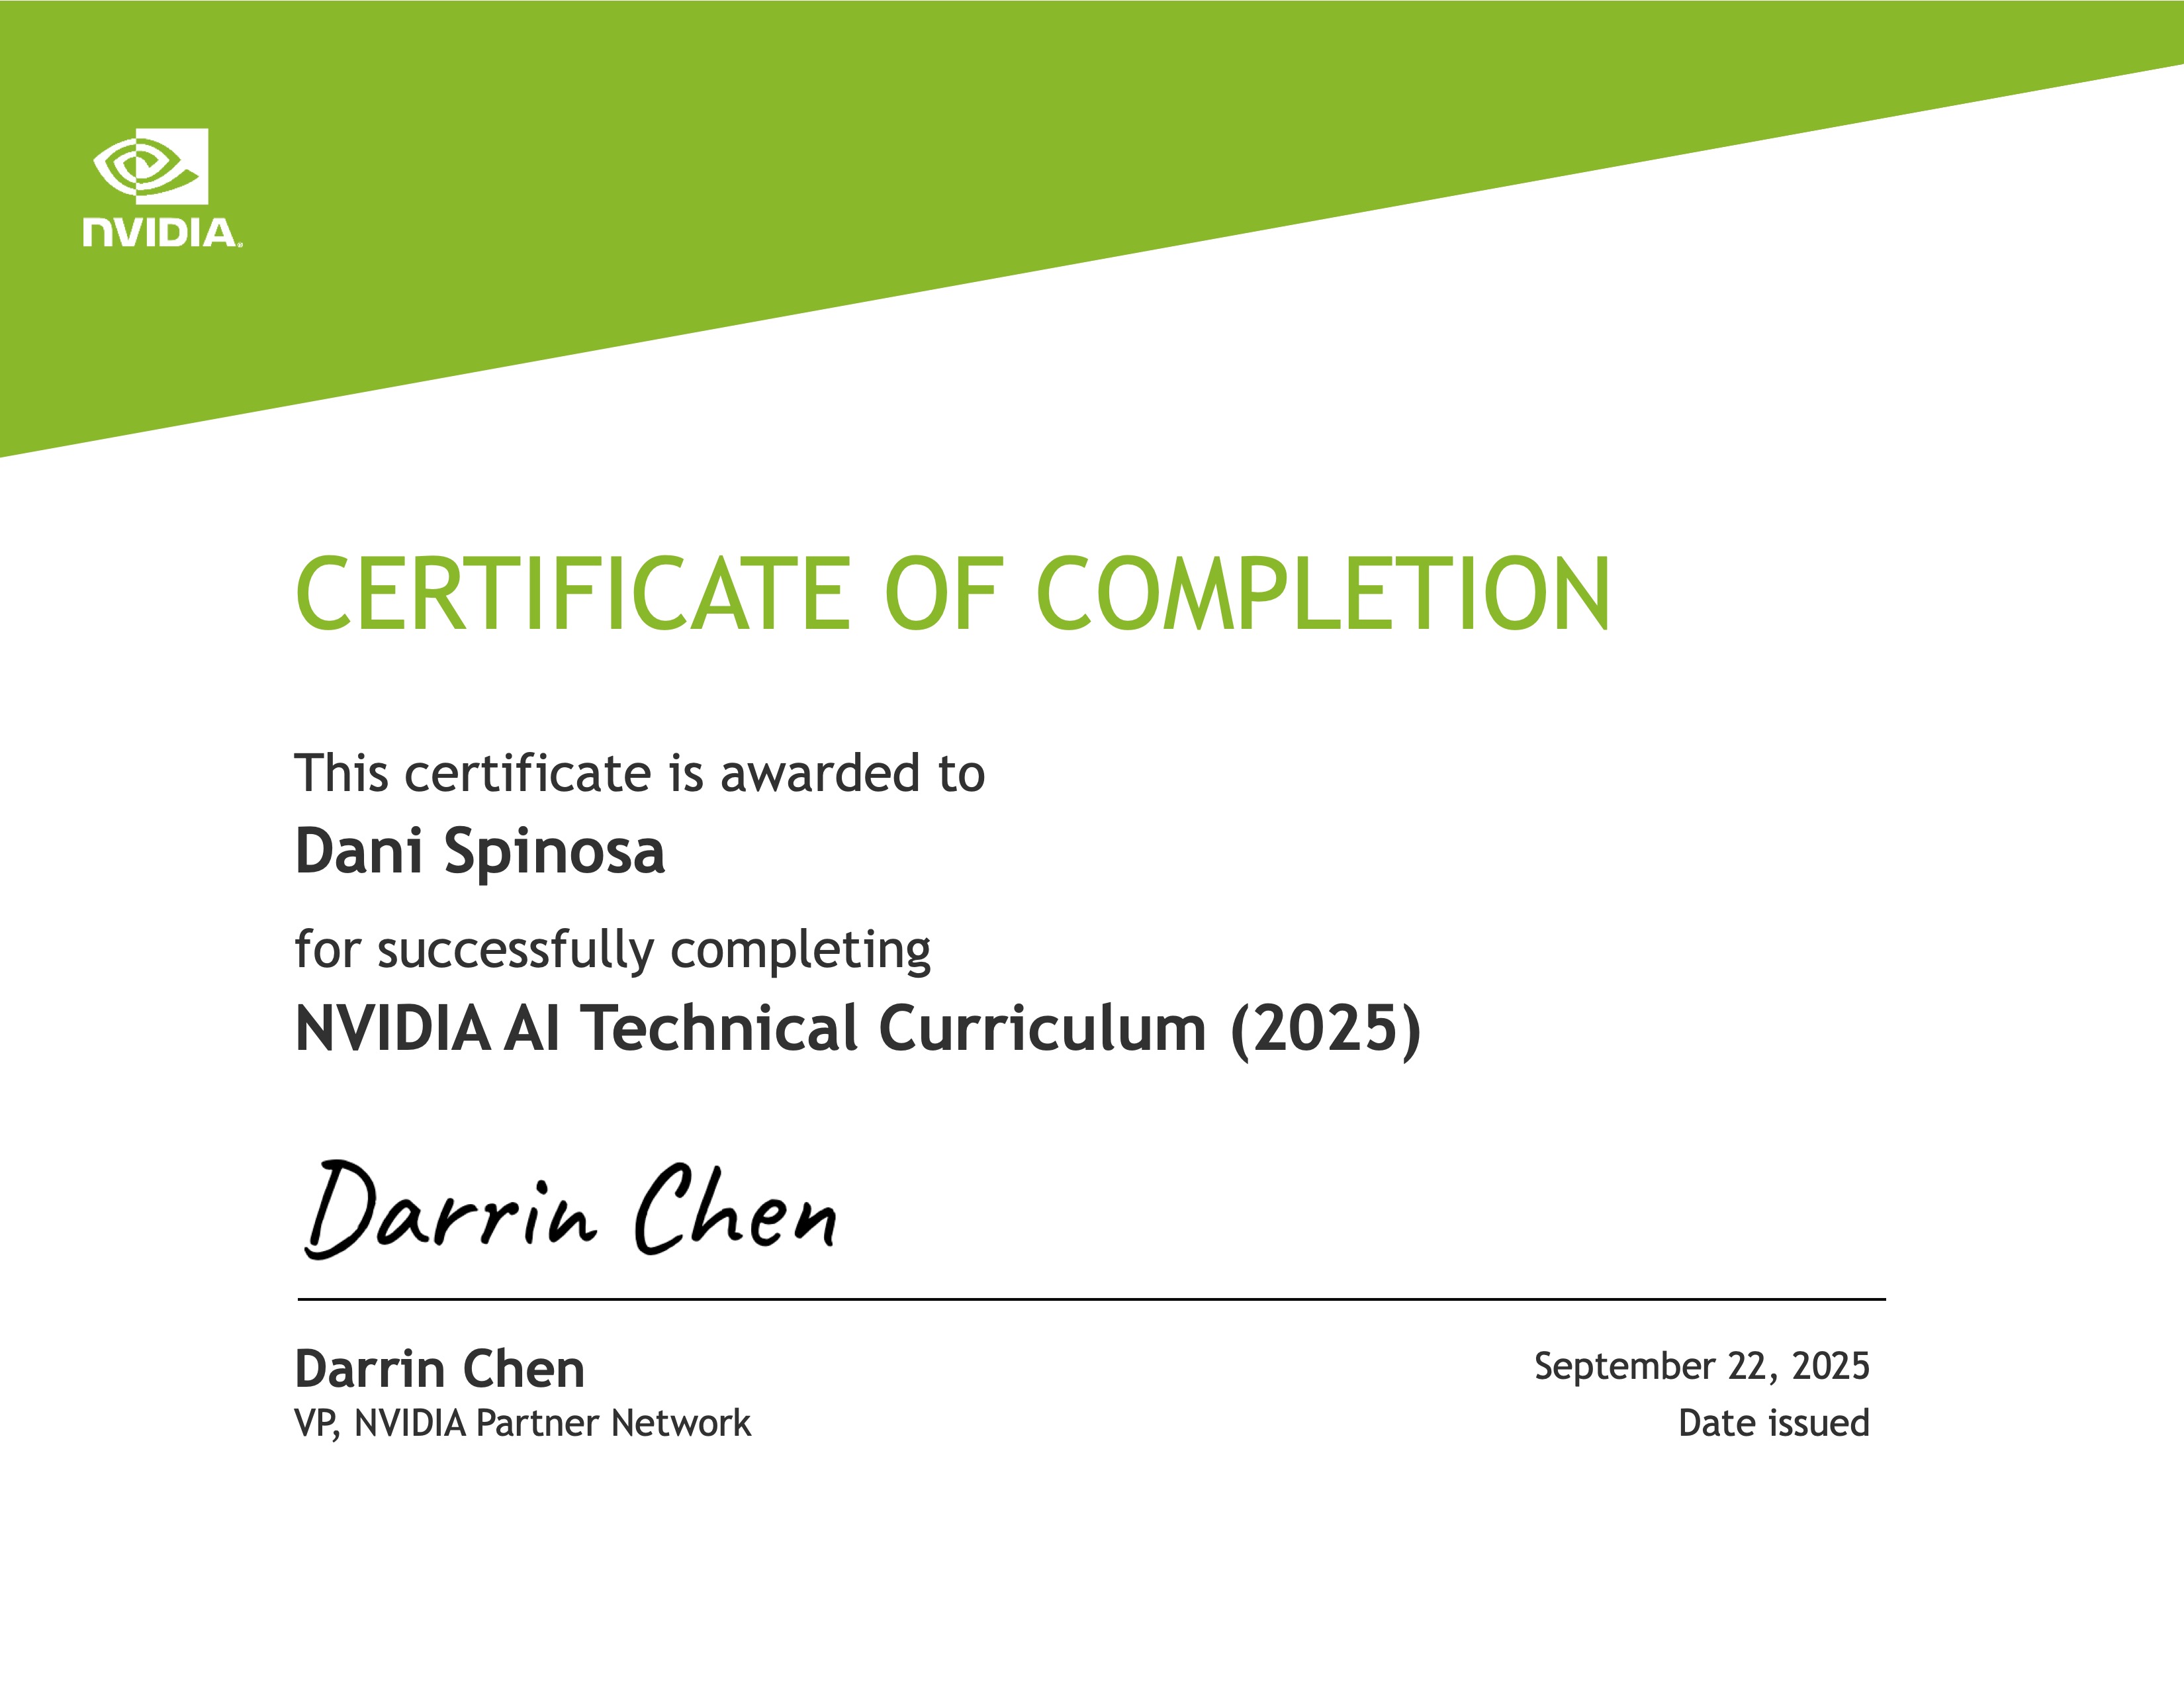 NVIDIA®
CERTIFICATE OF COMPLETION
This certificate is awarded to
Dani Spinosa
for successfully completing
NVIDIA AI Technical Curriculum (2025)
Darrin Chen
Darrin Chen
VP, NVIDIA Partner Network
September 22, 2025
Date issued